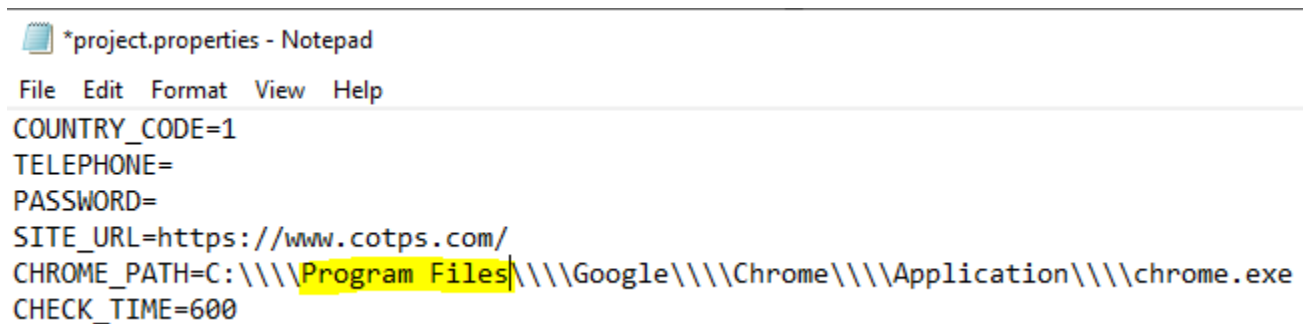 *project.properties - Notepad
File Edit Format View Help
COUNTRY_CODE=1
TELEPHONE=
PASSWORD=
SITE_URL=https://www.cotps.com/
CHROME_PATH=C:\\\\Program Files\\\\Google\\\\Chrome\\\\Application\\\\chrome.exe
CHECK_TIME=600